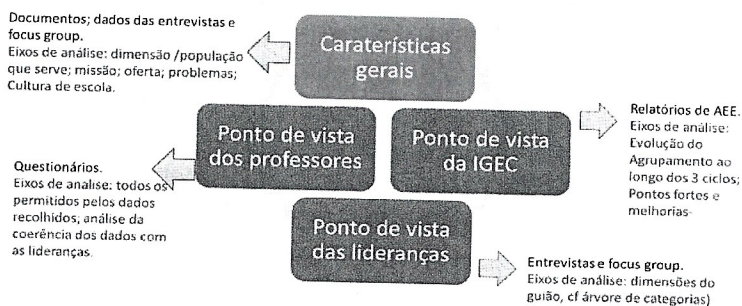 Documentos; dados das entrevistas e
focus group.
Eixos de análise: dimensão /população
que serve; missão; oferta; problemas;
Cultura de escola.
Caraterísticas
gerais
Ponto de vista
dos professores
Ponto de vista
da IGEC
Relatórios de AEE.
Eixos de análise:
Evolução do
Agrupamento ao
longo dos 3 ciclos;
Pontos fortes e
melhorias-
Questionários.
Eixos de analise: todos os
permitidos pelos dados
recolhidos; análise da
coerência dos dados com
as lideranças.
Ponto de vista
das lideranças
Entrevistas e focus group.
Eixos de análise: dimensões do
guião, cf árvore de categorias)